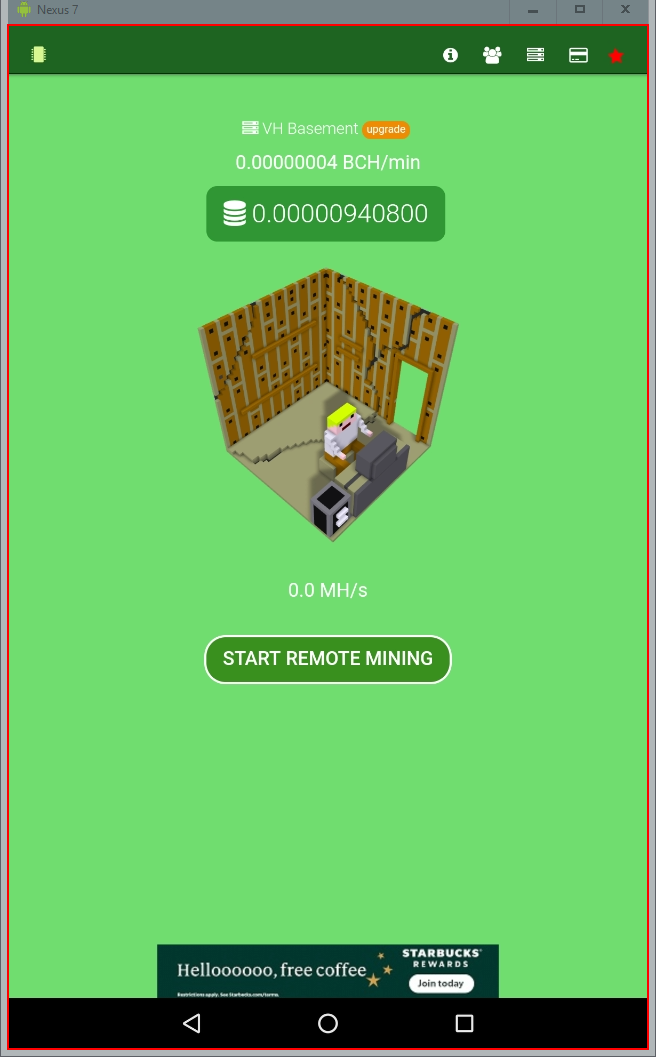 Nexus 7
VH Basement upgrade
0.00000004 BCH/min
0.00000940800
0.0 MH/s
START REMOTE MINING
Helloooooo, free coffee
STARBUCKS®
REWARDS
Join today
Restrictions apply. See Starbucks.com/terms.